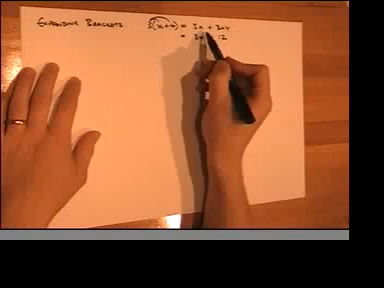 EXPANDING BRACKETS 3(x+4) = 3x + 3×4
= 3x 12